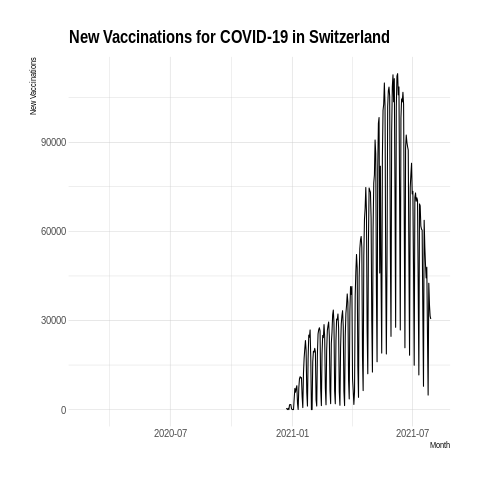 New Vaccinations for COVID-19 in Switzerland
New Vaccinations
90000
60000
30000
0
2020-07
2021-01
2021-07
Month